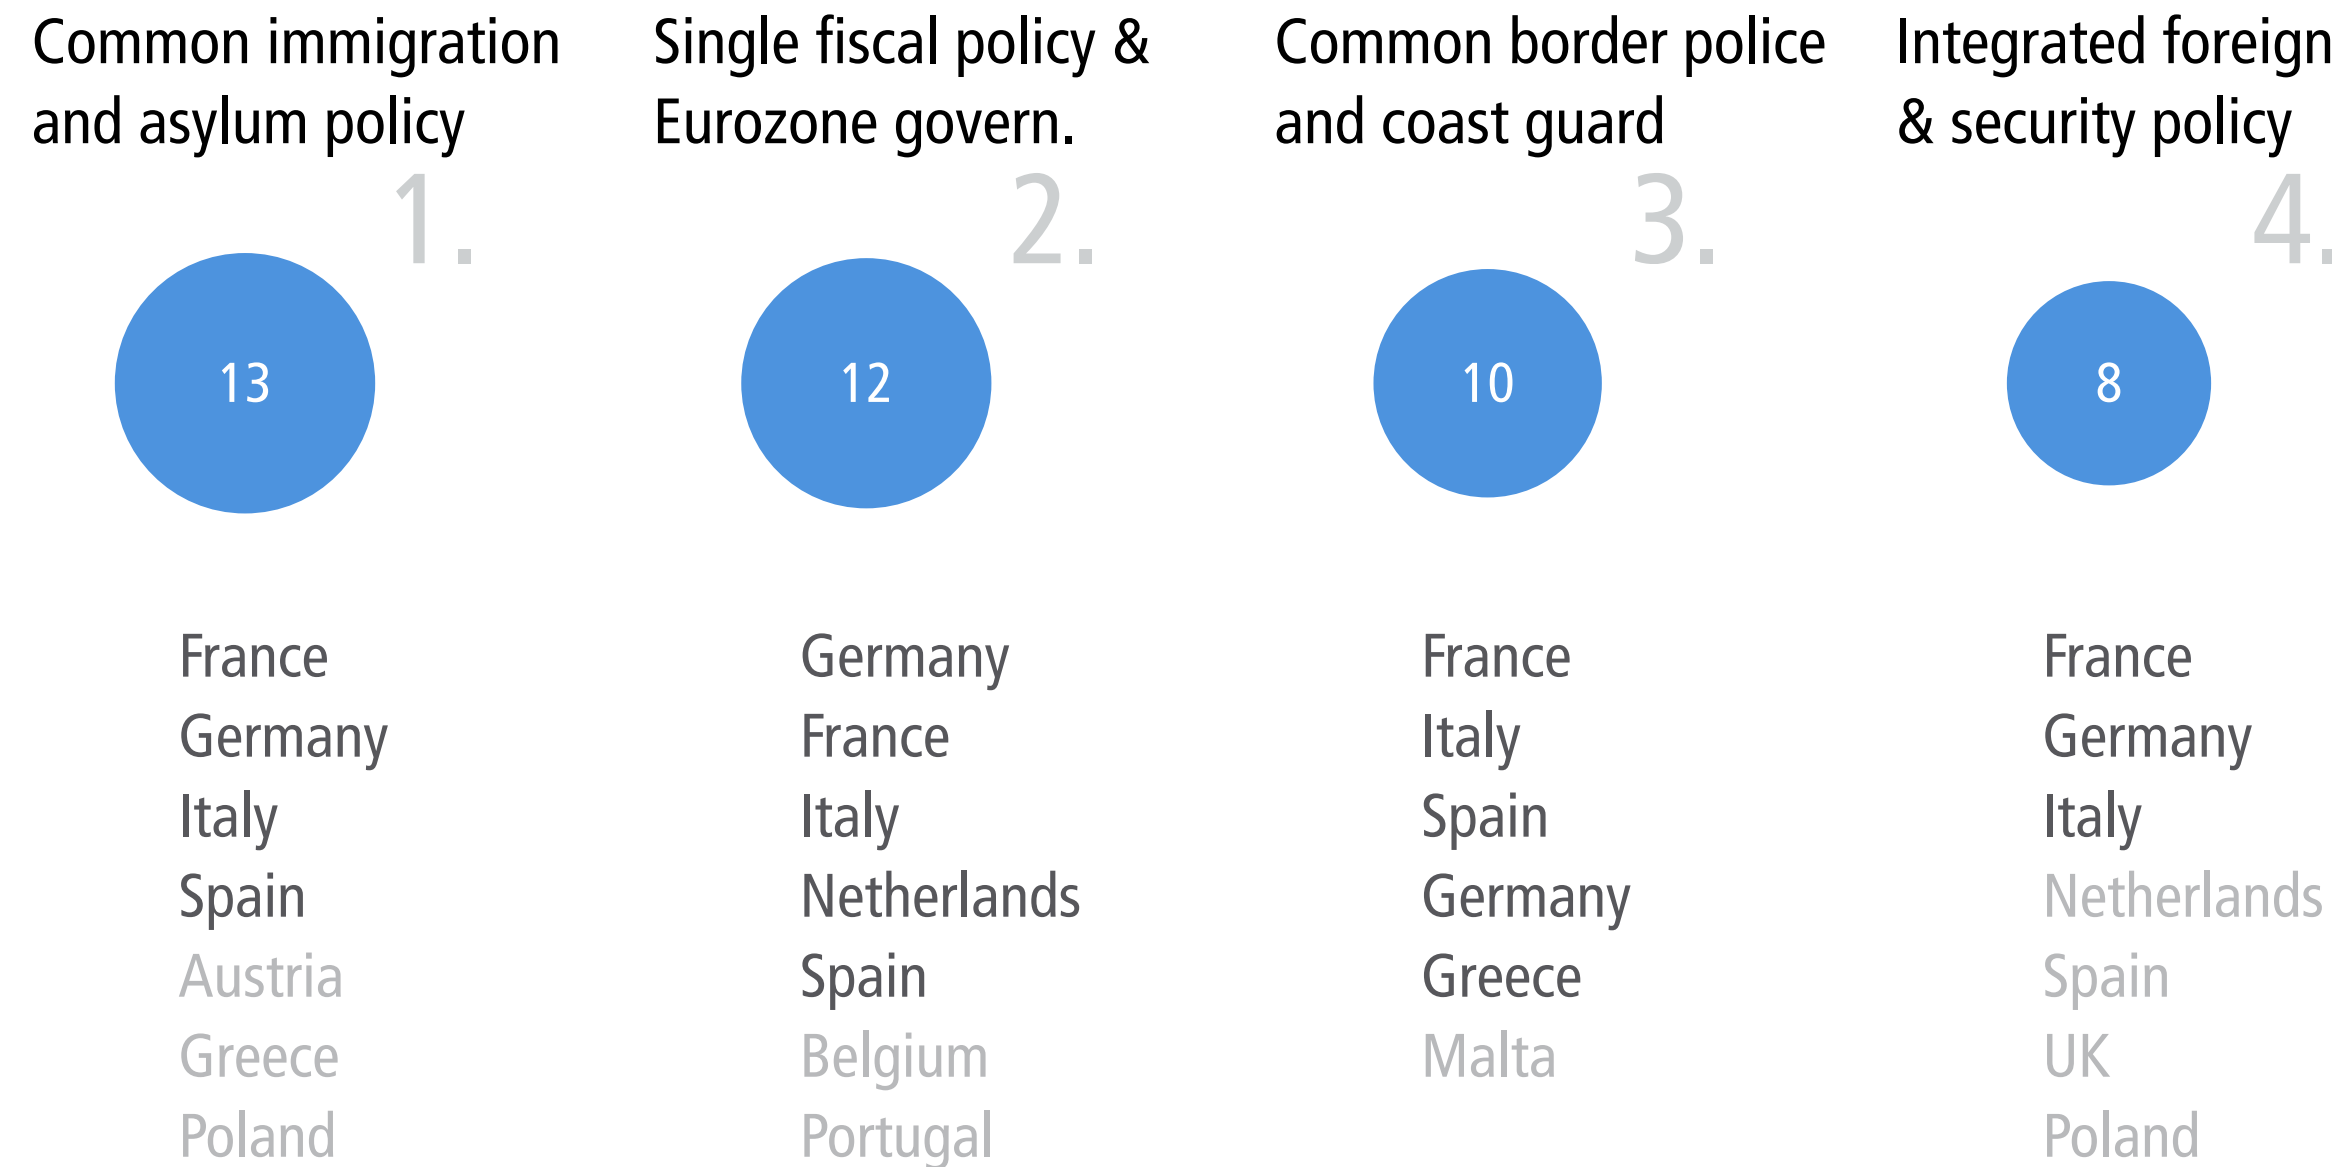 Common immigration
and asylum policy
1.
13
France
Germany
Italy
Spain
Austria
Greece
Poland
Single fiscal policy &
Eurozone govern.
2.
12
Germany
France
Italy
Netherlands
Spain
Belgium
Portugal
Common border police
and coast guard
3.
10
France
Italy
Spain
Germany
Greece
Malta
Integrated foreign
& security policy
4.
8
France
Germany
Italy
Netherlands
Spain
UK
Poland